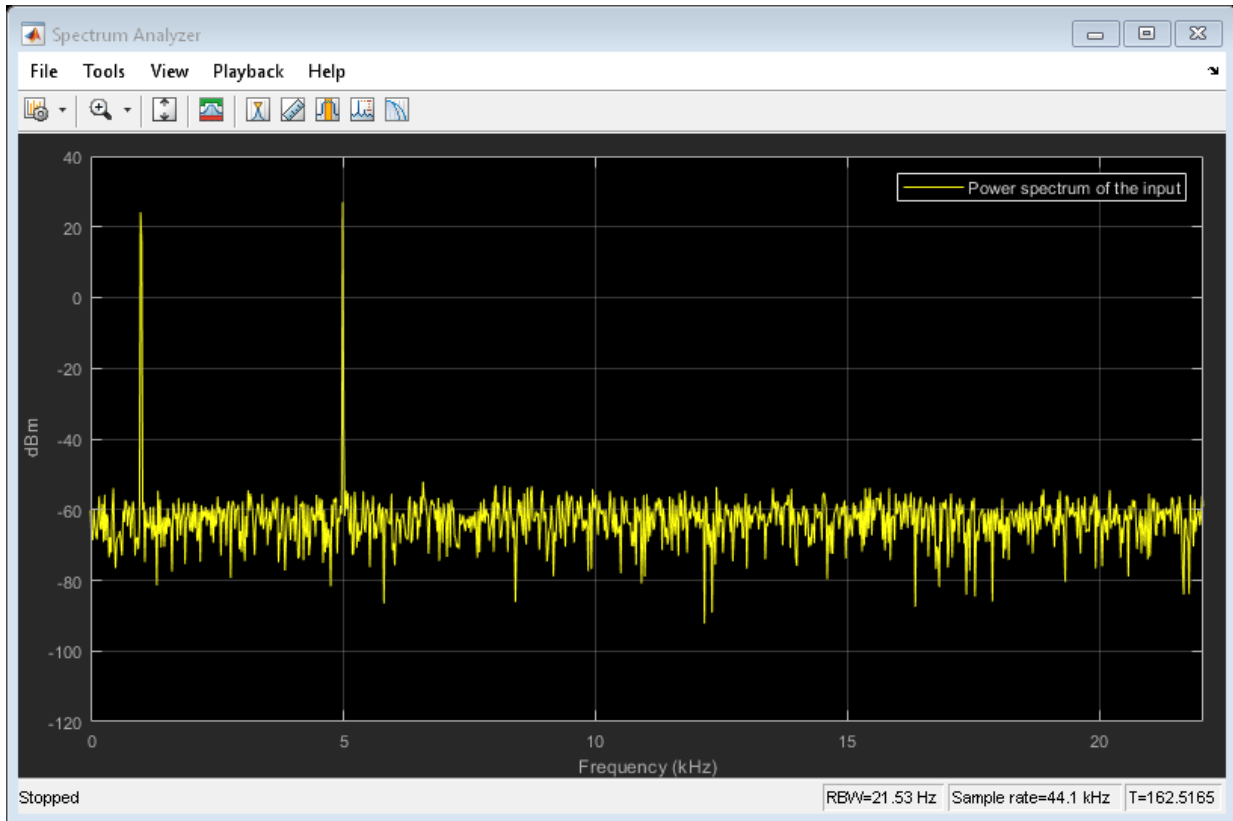 Spectrum Analyzer
File Tools View Playback Help
40
20
0
-20
-40
-60
-80
-100
-120
dBm
Power spectrum of the input
0 5 10 15 20
Frequency (kHz)
Stopped RBW=21.53 Hz Sample rate=44.1 kHz T=162.5165